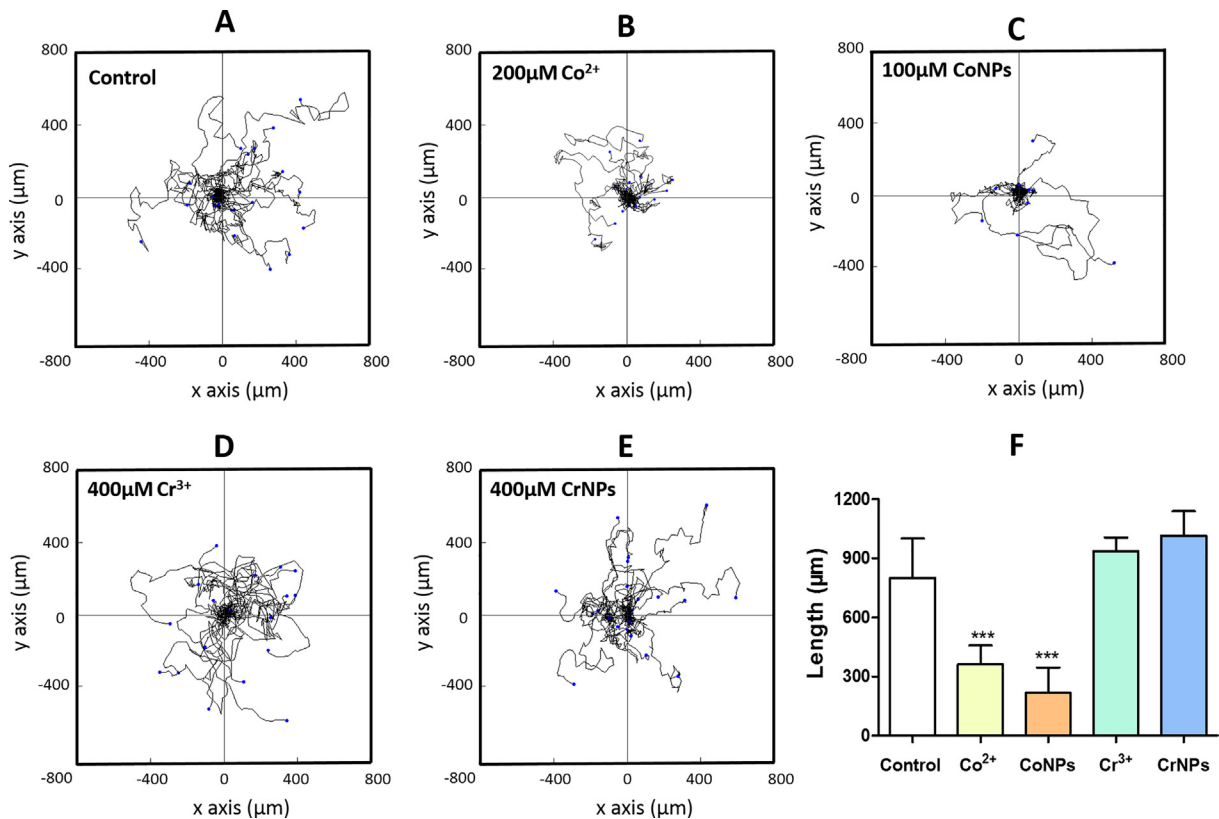 A
800
Control
400
0
-400
-800
-400
0
400
800
y axis (µm)
x axis (µm)
B
800
200µM Co²⁺
400
0
-400
-800
-400
0
400
800
y axis (µm)
x axis (µm)
C
800
100µM CoNPs
400
0
-400
-800
-800
-400
0
400
800
y axis (µm)
x axis (µm)
D
800
400µM Cr³⁺
400
0
-400
-800
-400
0
400
800
y axis (µm)
x axis (µm)
E
800
400µM CrNPs
400
0
-400
-800
-400
0
400
800
y axis (µm)
x axis (µm)
F
1200
900
600
300
0
Length (µm)
***
***
Control
Co²⁺
CoNPs
Cr³⁺
CrNPs